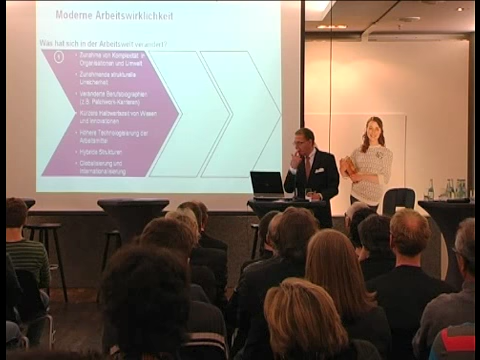 Moderne Arbeitswirklichkeit
Was hat sich in der Arbeitswelt verändert?
Zunahme von Komplexität in
Organisationen und Umwelt
Zunehmende strukturelle
Unsicherheit
Veränderte Berufsbiographien
(z.B. Patchwork-Karrieren)
Kürzere Halbwertszeit von Wissen
und Innovationen
Höhere Technologisierung der
Arbeitsmittel
Hybride Strukturen
Globalisierung und
Internationalisierung